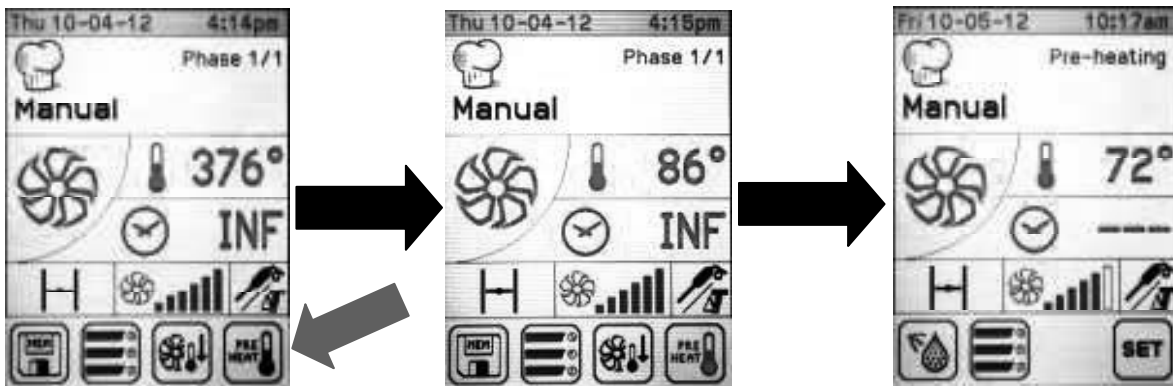 Thu 10-04-12 4:14pm
Phase 1/1
Manual
376°
INF
MEM
PRE
HEAT
Thu 10-04-12 4:15pm
Phase 1/1
Manual
86°
INF
MEM
PRE
HEAT
Fri 10-05-12 10:17am
Pre-heating
Manual
72°
----
SET